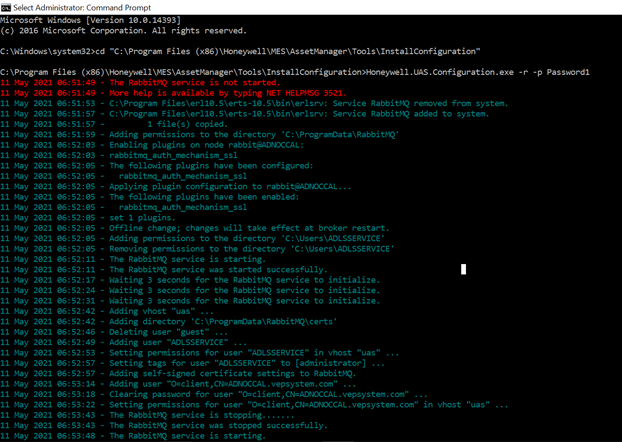 Select Administrator: Command Prompt
Microsoft Windows [Version 10.0.14393]
(c) 2016 Microsoft Corporation. All rights reserved.
C:\Windows\system32>cd "C:\Program Files (x86)\Honeywell\MES\AssetManager\Tools\InstallConfiguration"
C:\Program Files (x86)\Honeywell\MES\AssetManager\Tools\InstallConfiguration>Honeywell.UAS.Configuration.exe -r -p Password1
11 May 2021 06:51:49 - The RabbitMQ service is not started.
11 May 2021 06:51:49 - More help is available by typing NET HELPMSG 3521.
11 May 2021 06:51:53 - C:\Program Files\erl10.5\erts-10.5\bin\erlsrv: Service RabbitMQ removed from system.
11 May 2021 06:51:57 - C:\Program Files\erl10.5\erts-10.5\bin\erlsrv: Service RabbitMQ added to system.
11 May 2021 06:51:57 -         1 file(s) copied.
11 May 2021 06:51:59 - Adding permissions to the directory 'C:\ProgramData\RabbitMQ'
11 May 2021 06:52:03 - Enabling plugins on node rabbit@ADNOCCAL:
11 May 2021 06:52:03 - rabbitmq_auth_mechanism_ssl
11 May 2021 06:52:05 - The following plugins have been configured:
11 May 2021 06:52:05 -   rabbitmq_auth_mechanism_ssl
11 May 2021 06:52:05 - Applying plugin configuration to rabbit@ADNOCCAL...
11 May 2021 06:52:05 - The following plugins have been enabled:
11 May 2021 06:52:05 -   rabbitmq_auth_mechanism_ssl
11 May 2021 06:52:05 - set 1 plugins.
11 May 2021 06:52:05 - Offline change; changes will take effect at broker restart.
11 May 2021 06:52:05 - Adding permissions to the directory 'C:\Users\ADLSSERVICE'
11 May 2021 06:52:05 - Removing permissions to the directory 'C:\Users\ADLSSERVICE'
11 May 2021 06:52:11 - The RabbitMQ service is starting.
11 May 2021 06:52:11 - The RabbitMQ service was started successfully.
11 May 2021 06:52:17 - Waiting 3 seconds for the RabbitMQ service to initialize.
11 May 2021 06:52:24 - Waiting 3 seconds for the RabbitMQ service to initialize.
11 May 2021 06:52:31 - Waiting 3 seconds for the RabbitMQ service to initialize.
11 May 2021 06:52:42 - Adding vhost "uas" ...
11 May 2021 06:52:42 - Adding directory 'C:\ProgramData\RabbitMQ\certs'
11 May 2021 06:52:46 - Deleting user "guest" ...
11 May 2021 06:52:49 - Adding user "ADLSSERVICE" ...
11 May 2021 06:52:53 - Setting permissions for user "ADLSSERVICE" in vhost "uas" ...
11 May 2021 06:52:57 - Setting tags for user "ADLSSERVICE" to [administrator] ...
11 May 2021 06:52:57 - Adding self-signed certificate settings to RabbitMQ.
11 May 2021 06:53:14 - Adding user "O=client,CN=ADNOCCAL.vepsystem.com" ...
11 May 2021 06:53:18 - Clearing password for user "O=client,CN=ADNOCCAL.vepsystem.com" ...
11 May 2021 06:53:22 - Setting permissions for user "O=client,CN=ADNOCCAL.vepsystem.com" in vhost "uas" ...
11 May 2021 06:53:43 - The RabbitMQ service is stopping.......
11 May 2021 06:53:43 - The RabbitMQ service was stopped successfully.
11 May 2021 06:53:48 - The RabbitMQ service is starting.